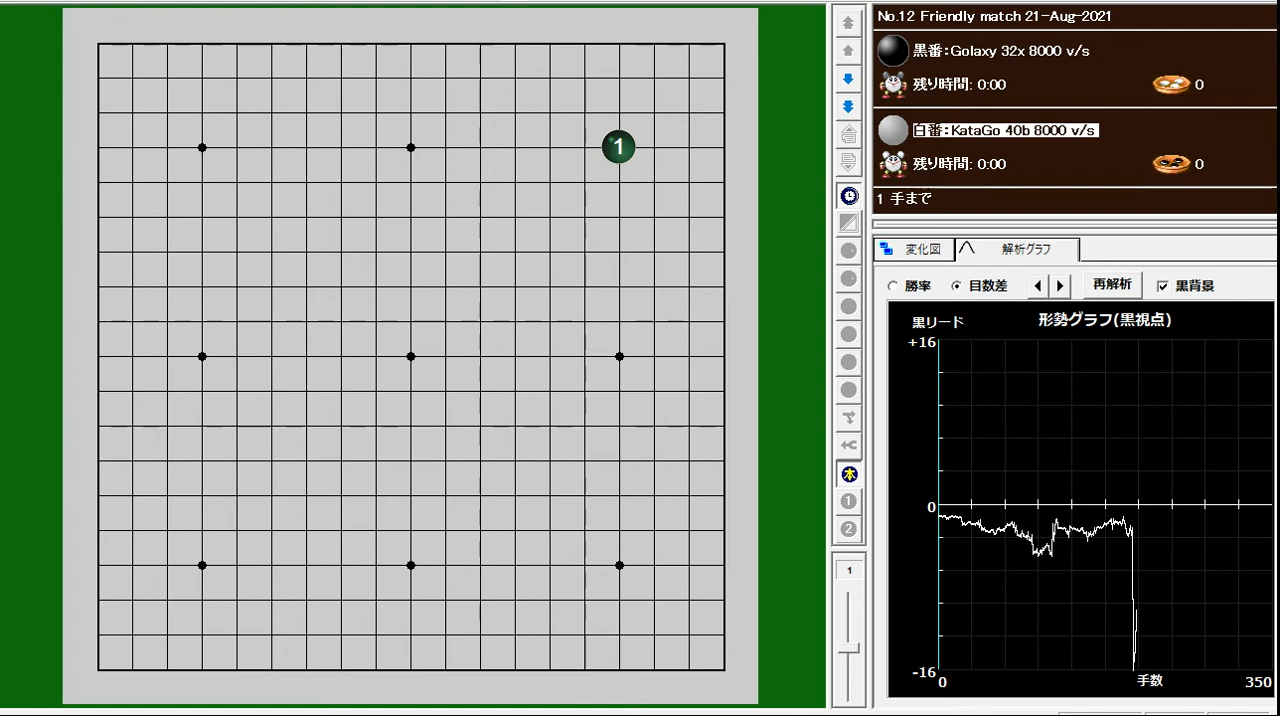 No.12 Friendly match 21-Aug-2021
黒番:Golaxy 32x 8000 v/s
残り時間: 0:00 0
白番:KataGo 40b 8000 v/s
残り時間: 0:00 0
1 手まで
変化図 解析グラフ
勝率 目数差 再解析 黒背景
黒リード 形勢グラフ(黒視点)
+16
0
-16
0 手数 350
1
1
2
1